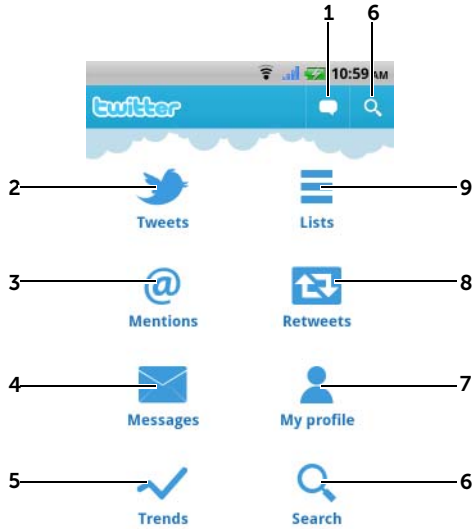 1 6
10:59 AM
twitter
2 Tweets Lists 9
3 @ Mentions Retweets 8
4 Messages My profile 7
5 Trends Search 6